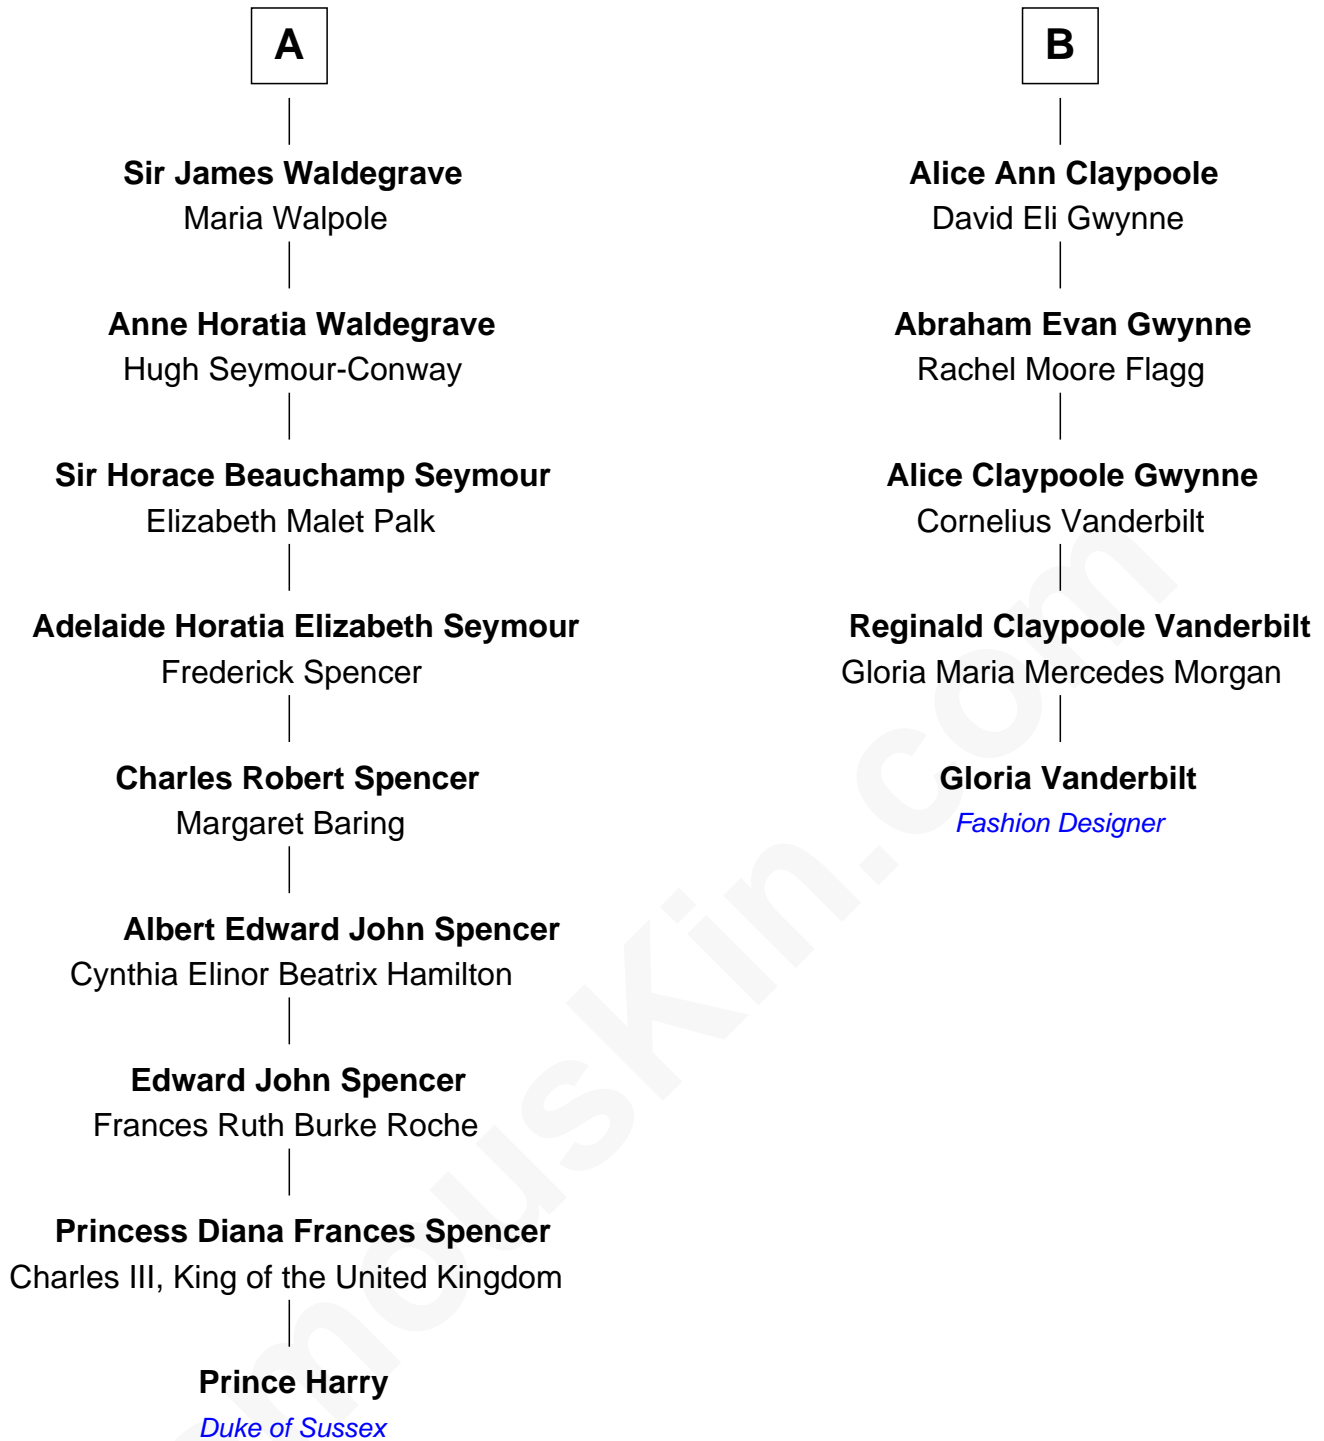 A
Sir James Waldegrave
Maria Walpole
Anne Horatia Waldegrave
Hugh Seymour-Conway
Sir Horace Beauchamp Seymour
Elizabeth Malet Palk
Adelaide Horatia Elizabeth Seymour
Frederick Spencer
Charles Robert Spencer
Margaret Baring
Albert Edward John Spencer
Cynthia Elinor Beatrix Hamilton
Edward John Spencer
Frances Ruth Burke Roche
Princess Diana Frances Spencer
Charles III, King of the United Kingdom
Prince Harry
Duke of Sussex
B
Alice Ann Claypoole
David Eli Gwynne
Abraham Evan Gwynne
Rachel Moore Flagg
Alice Claypoole Gwynne
Cornelius Vanderbilt
Reginald Claypoole Vanderbilt
Gloria Maria Mercedes Morgan
Gloria Vanderbilt
Fashion Designer
mousKin.com